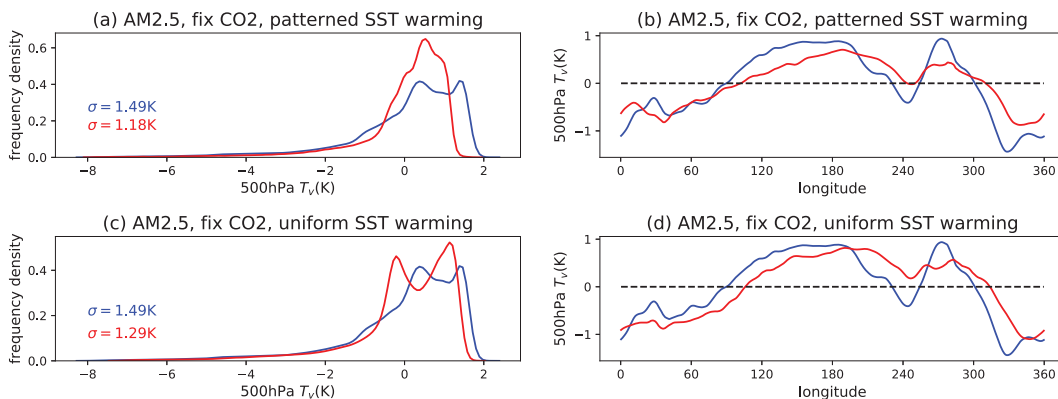 (a) AM2.5, fix CO2, patterned SST warming
frequency density
0.6
0.4
0.2
0.0
σ = 1.49K
σ = 1.18K
−8 −6 −4 −2 0 2
500hPa Tᵥ(K)
(b) AM2.5, fix CO2, patterned SST warming
500hPa Tᵥ(K)
1
0
−1
0 60 120 180 240 300 360
longitude
(c) AM2.5, fix CO2, uniform SST warming
frequency density
0.4
0.2
0.0
σ = 1.49K
σ = 1.29K
−8 −6 −4 −2 0 2
500hPa Tᵥ(K)
(d) AM2.5, fix CO2, uniform SST warming
500hPa Tᵥ(K)
1
0
−1
0 60 120 180 240 300 360
longitude